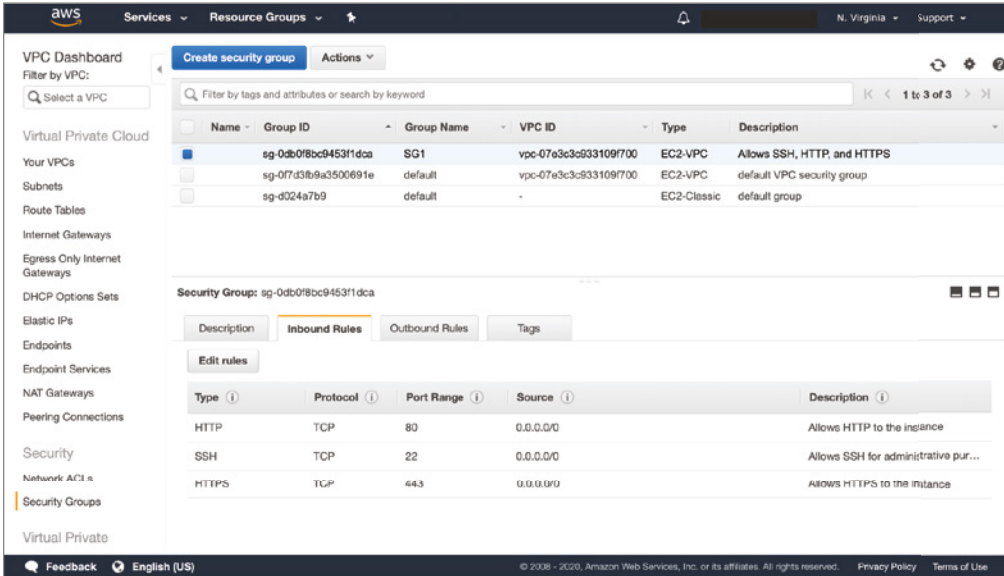 aws Services Resource Groups N. Virginia Support
VPC Dashboard
Filter by VPC:
Select a VPC
Virtual Private Cloud
Your VPCs
Subnets
Route Tables
Internet Gateways
Egress Only Internet
Gateways
DHCP Options Sets
Elastic IPs
Endpoints
Endpoint Services
NAT Gateways
Peering Connections
Security
Network ACLs
Security Groups
Virtual Private
Create security group Actions
Filter by tags and attributes or search by keyword 1 to 3 of 3
Name Group ID Group Name VPC ID Type Description
sg-0db0f8bc9453f1dca SG1 vpc-07e3c3c933109f700 EC2-VPC Allows SSH, HTTP, and HTTPS
sg-0f7d3fb9a3500691e default vpc-07e3c3c933109f700 EC2-VPC default VPC security group
sg-d024a7b9 default - EC2-Classic default group
Security Group: sg-0db0f8bc9453f1dca
Description Inbound Rules Outbound Rules Tags
Edit rules
Type Protocol Port Range Source Description
HTTP TCP 80 0.0.0.0/0 Allows HTTP to the instance
SSH TCP 22 0.0.0.0/0 Allows SSH for administrative pur...
HTTPS TCP 443 0.0.0.0/0 Allows HTTPS to the instance
Feedback English (US) © 2008 - 2020, Amazon Web Services, Inc. or its affiliates. All rights reserved. Privacy Policy Terms of Use